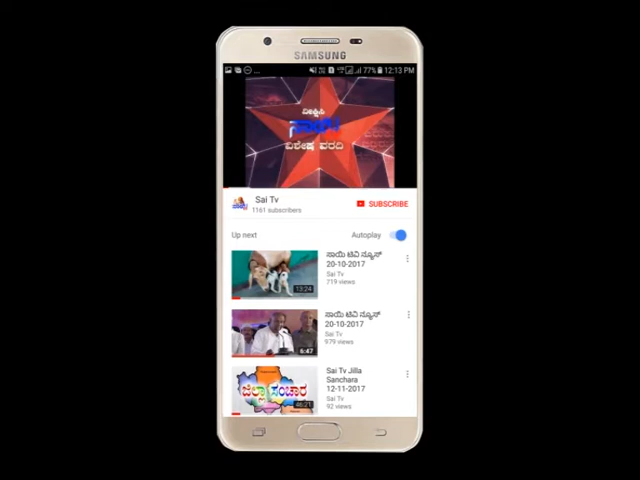 SAMSUNG
77% 12:13 PM
ನೀಕ್ಷಿಸಿ
ವಿಶೇಷ ವರದಿ
Sai Tv
1161 subscribers
SUBSCRIBE
Up next
Autoplay
ಸಾಯಿ ಟಿವಿ ನ್ಯೂಸ್
20-10-2017
Sai Tv
719 views
13:24
ಸಾಯಿ ಟಿವಿ ನ್ಯೂಸ್
20-10-2017
Sai Tv
979 views
6:47
Sai Tv Jilla
Sanchara
12-11-2017
Sai Tv
92 views
ಜಿಲ್ಲಾ ಸಂಚಾರ
46:21